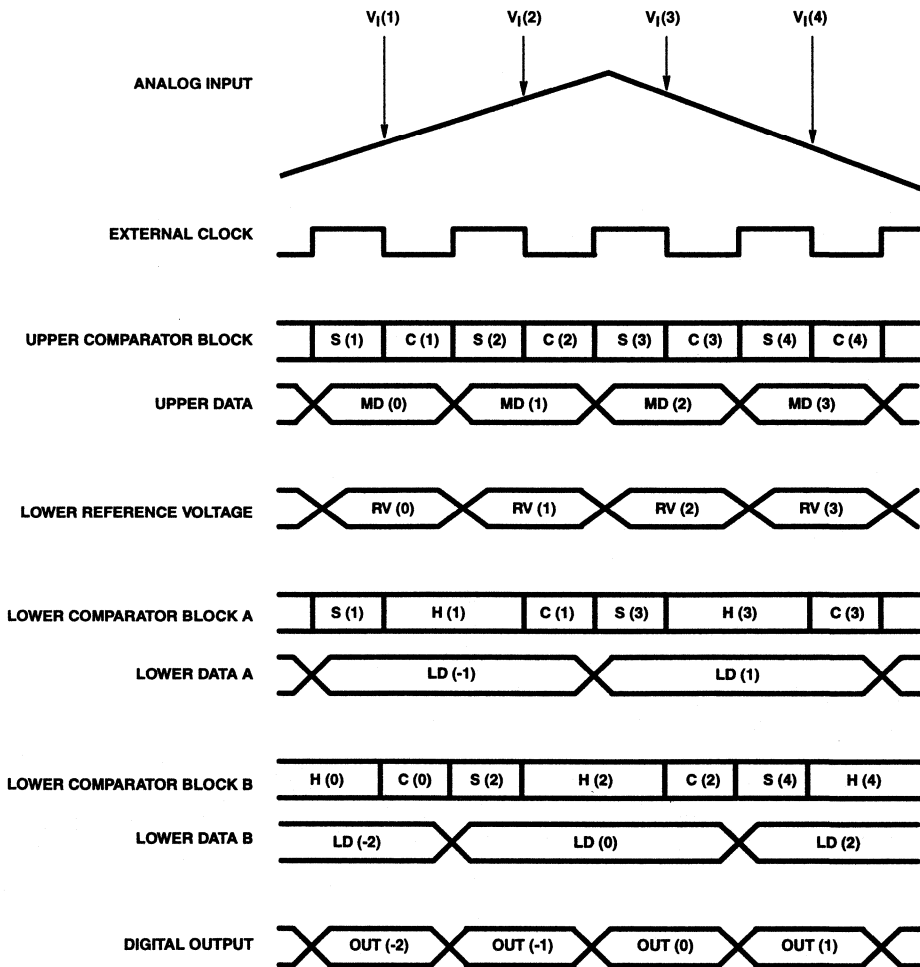 VI(1) VI(2) VI(3) VI(4)
ANALOG INPUT
EXTERNAL CLOCK
UPPER COMPARATOR BLOCK S (1) C (1) S (2) C (2) S (3) C (3) S (4) C (4)
UPPER DATA MD (0) MD (1) MD (2) MD (3)
LOWER REFERENCE VOLTAGE RV (0) RV (1) RV (2) RV (3)
LOWER COMPARATOR BLOCK A S (1) H (1) C (1) S (3) H (3) C (3)
LOWER DATA A LD (-1) LD (1)
LOWER COMPARATOR BLOCK B H (0) C (0) S (2) H (2) C (2) S (4) H (4)
LOWER DATA B LD (-2) LD (0) LD (2)
DIGITAL OUTPUT OUT (-2) OUT (-1) OUT (0) OUT (1)